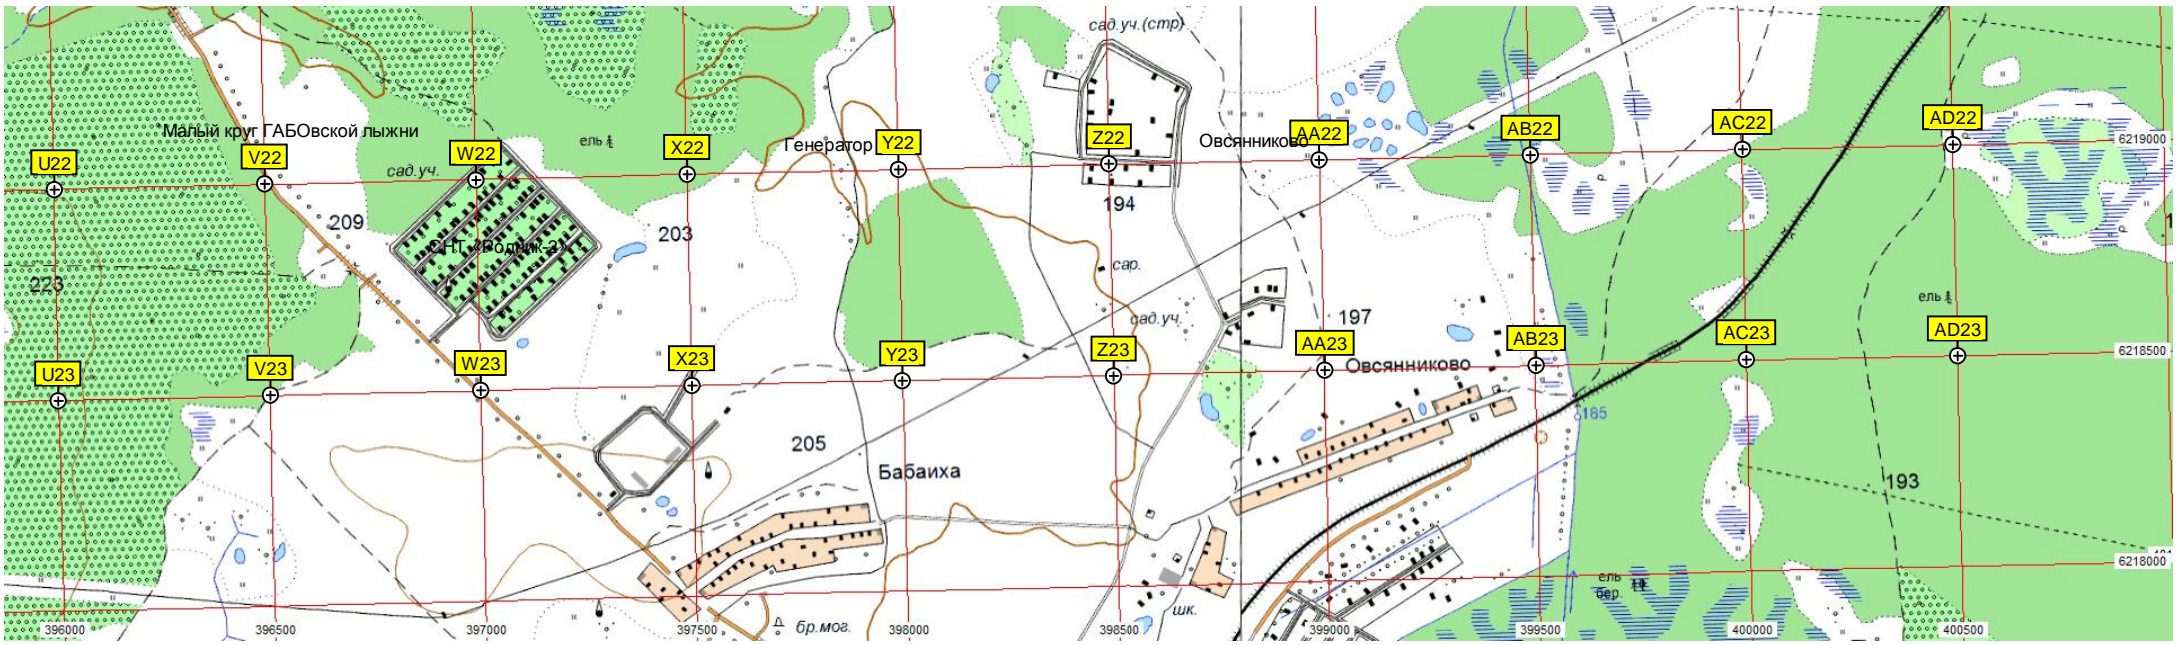 сад.уч.(стр)
Малый круг ГАБОвской лыжни
ель
Генератор
Овсянниково
U22
V22
W22
X22
Y22
Z22
AA22
AB22
AC22
AD22
6219000
сад.уч.
209
203
194
СНТ «Родник-2»
223
сар.
сад.уч.
197
ель
U23
V23
W23
X23
Y23
Z23
AA23
AB23
AC23
AD23
6218500
Овсянниково
185
205
Бабаиха
193
6218000
ель
бер.
шк.
бр.мог.
396000
396500
397000
397500
398000
398500
399000
399500
400000
400500